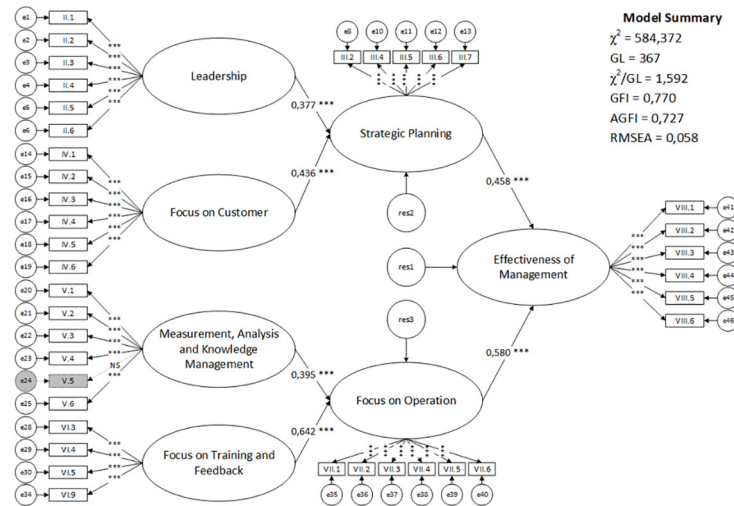 Model Summary
χ² = 584,372
GL = 367
χ²/GL = 1,592
GFI = 0,770
AGFI = 0,727
RMSEA = 0,058
e1 II.1
e2 II.2
e3 II.3
e4 II.4
e5 II.5
e6 II.6
***
***
***
***
***
***
Leadership
0,377 ***
e14 IV.1
e15 IV.2
e16 IV.3
e17 IV.4
e18 IV.5
e19 IV.6
***
***
***
***
***
***
Focus on Customer
0,436 ***
e8 e10 e11 e12 e13
III.2 III.4 III.5 III.6 III.7
*** *** *** *** ***
Strategic Planning
res2
0,458 ***
res1
Effectiveness of
Management
***
***
***
***
***
***
VIII.1 e41
VIII.2 e42
VIII.3 e43
VIII.4 e44
VIII.5 e45
VIII.6 e46
e20 V.1
e21 V.2
e22 V.3
e23 V.4
e24 V.5
e25 V.6
***
***
***
***
NS
***
Measurement, Analysis
and Knowledge
Management
0,395 ***
e28 VI.3
e29 VI.4
e30 VI.5
e34 VI.9
***
***
***
***
Focus on Training and
Feedback
0,642 ***
res3
Focus on Operation
0,580 ***
*** *** *** *** *** ***
VII.1 VII.2 VII.3 VII.4 VII.5 VII.6
e35 e36 e37 e38 e39 e40